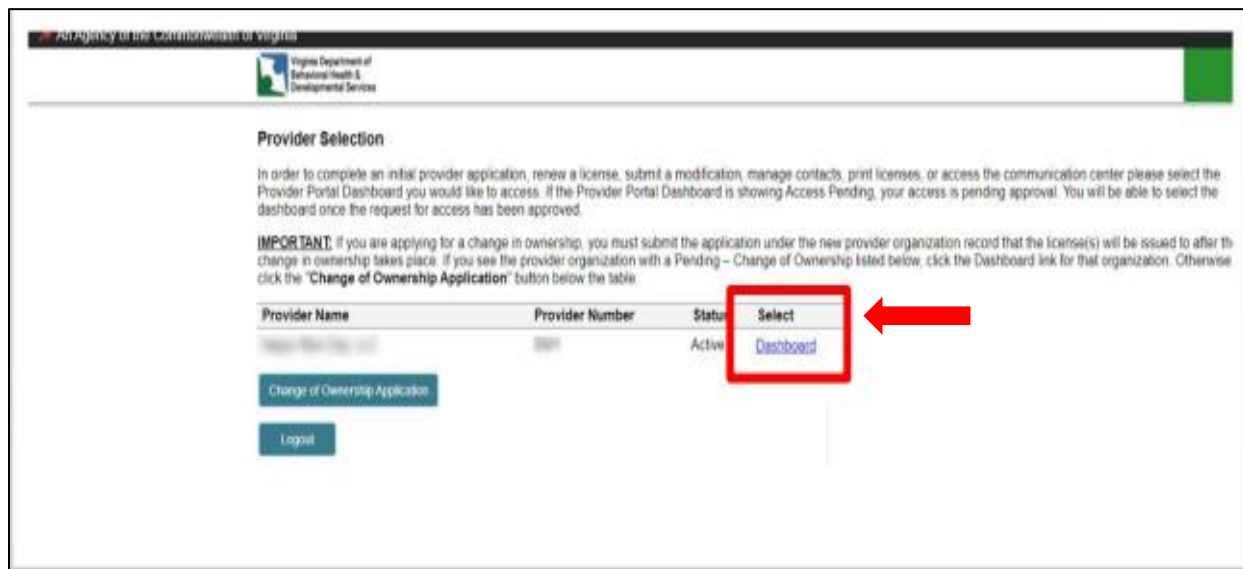 An Agency of the Commonwealth of Virginia
Virginia Department of
Behavioral Health &
Developmental Services
Provider Selection
In order to complete an initial provider application, renew a license, submit a modification, manage contacts, print licenses, or access the communication center please select the
Provider Portal Dashboard you would like to access. If the Provider Portal Dashboard is showing Access Pending, your access is pending approval. You will be able to select the
dashboard once the request for access has been approved.
IMPORTANT: If you are applying for a change in ownership, you must submit the application under the new provider organization record that the license(s) will be issued to after th
change in ownership takes place. If you see the provider organization with a Pending – Change of Ownership listed below, click the Dashboard link for that organization. Otherwise
click the "Change of Ownership Application" button below the table.
Provider Name Provider Number Statu Select
Active Dashboard
Change of Ownership Application
Logout